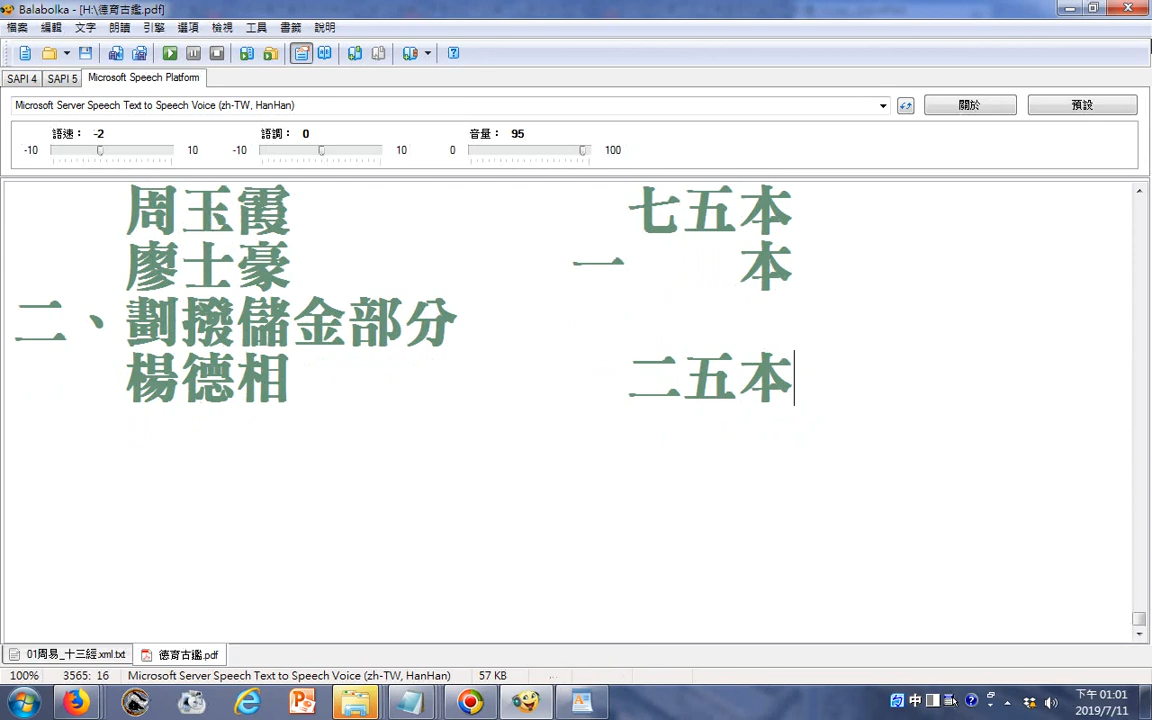 Balabolka - [H:\德育古鑑.pdf]
檔案 編輯 文字 朗讀 引擎 選項 檢視 工具 書籤 說明
SAPI 4 SAPI 5 Microsoft Speech Platform
Microsoft Server Speech Text to Speech Voice (zh-TW, HanHan) 關於 預設
語速： -2 語調： 0 音量： 95
-10 10 -10 10 0 100
周玉霞 七五本
廖士豪 一 本
二、劃撥儲金部分
楊德相 二五本
01周易_十三經.xml.txt 德育古鑑.pdf
100% 3565: 16 Microsoft Server Speech Text to Speech Voice (zh-TW, HanHan) 57 KB ...
中 下午 01:01
2019/7/11